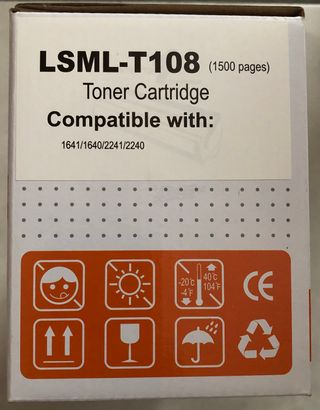 LSML-T108 (1500 pages)
Toner Cartridge
Compatible with:
1641/1640/2241/2240
-20℃ 40℃
-4℉ 104℉
CE